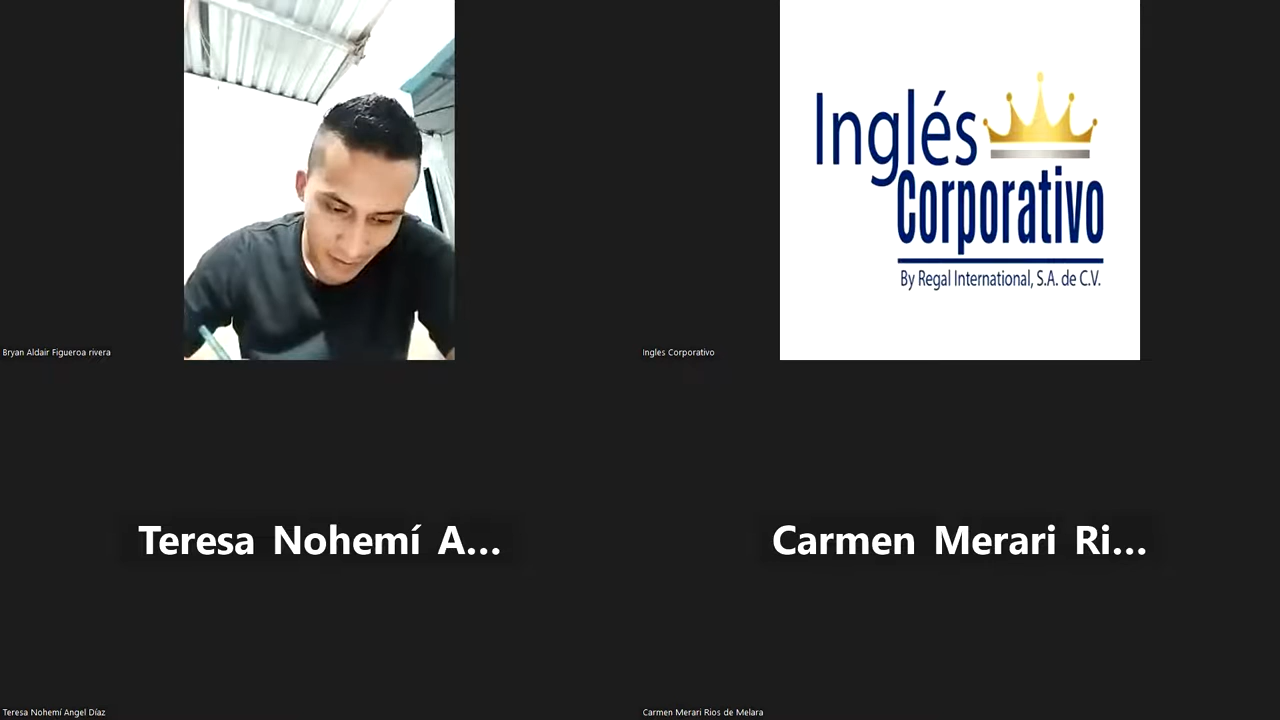 Inglés
Corporativo
By Regal International, S.A. de C.V.
Bryan Aldair Figueroa rivera
Ingles Corporativo
Teresa Nohemí A...
Carmen Merari Ri...
Teresa Nohemí Angel Díaz
Carmen Merari Rios de Melara